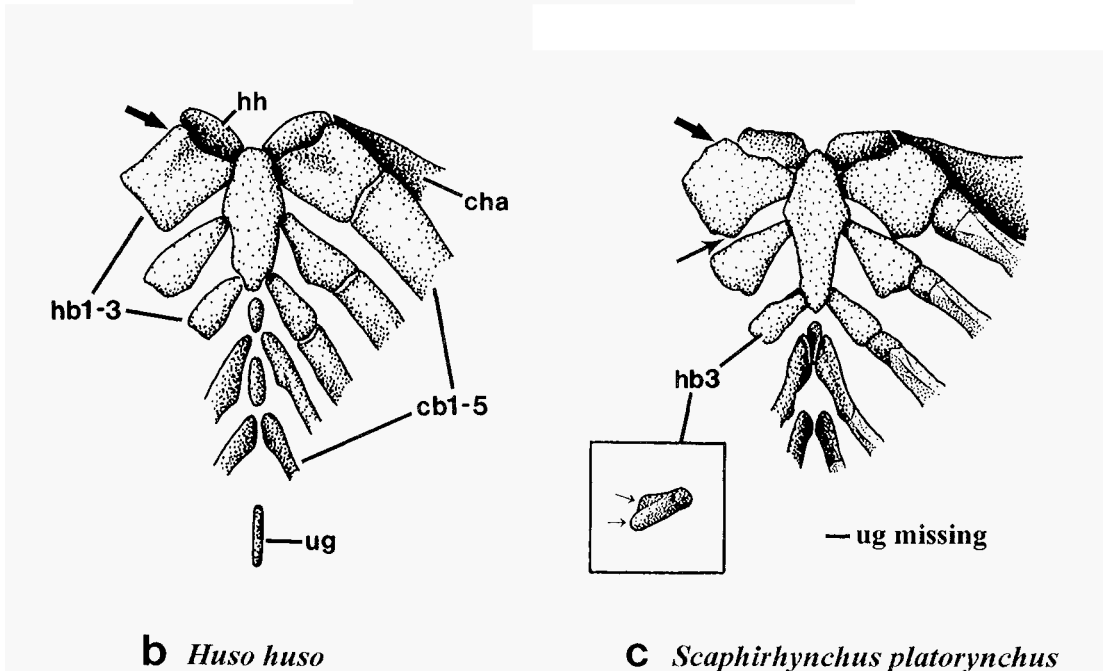 hh
cha
hb1-3
cb1-5
ug
b Huso huso
hb3
ug missing
c Scaphirhynchus platorynchus